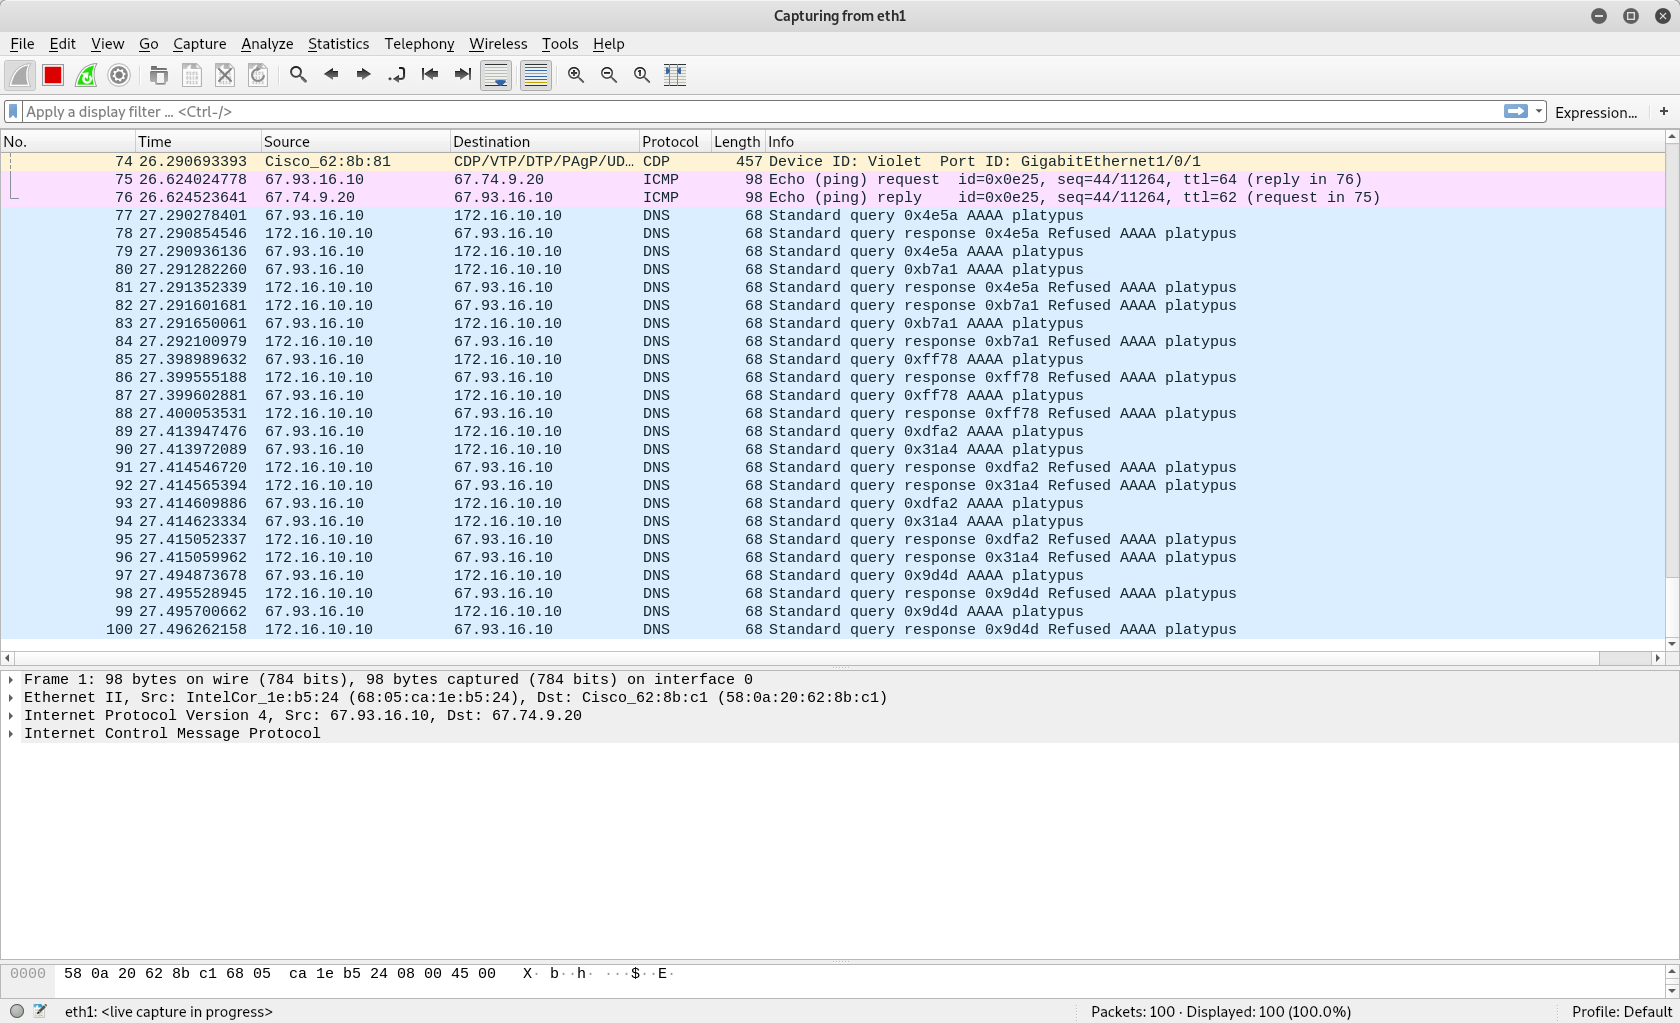 Capturing from eth1
File Edit View Go Capture Analyze Statistics Telephony Wireless Tools Help
Apply a display filter ... <Ctrl-/> Expression... +
No. Time Source Destination Protocol Length Info
74 26.290693393 Cisco_62:8b:81 CDP/VTP/DTP/PAgP/UD… CDP 457 Device ID: Violet Port ID: GigabitEthernet1/0/1
75 26.624024778 67.93.16.10 67.74.9.20 ICMP 98 Echo (ping) request id=0x0e25, seq=44/11264, ttl=64 (reply in 76)
76 26.624523641 67.74.9.20 67.93.16.10 ICMP 98 Echo (ping) reply id=0x0e25, seq=44/11264, ttl=62 (request in 75)
77 27.290278401 67.93.16.10 172.16.10.10 DNS 68 Standard query 0x4e5a AAAA platypus
78 27.290854546 172.16.10.10 67.93.16.10 DNS 68 Standard query response 0x4e5a Refused AAAA platypus
79 27.290936136 67.93.16.10 172.16.10.10 DNS 68 Standard query 0x4e5a AAAA platypus
80 27.291282260 67.93.16.10 172.16.10.10 DNS 68 Standard query 0xb7a1 AAAA platypus
81 27.291352339 172.16.10.10 67.93.16.10 DNS 68 Standard query response 0x4e5a Refused AAAA platypus
82 27.291601681 172.16.10.10 67.93.16.10 DNS 68 Standard query response 0xb7a1 Refused AAAA platypus
83 27.291650061 67.93.16.10 172.16.10.10 DNS 68 Standard query 0xb7a1 AAAA platypus
84 27.292100979 172.16.10.10 67.93.16.10 DNS 68 Standard query response 0xb7a1 Refused AAAA platypus
85 27.398989632 67.93.16.10 172.16.10.10 DNS 68 Standard query 0xff78 AAAA platypus
86 27.399555188 172.16.10.10 67.93.16.10 DNS 68 Standard query response 0xff78 Refused AAAA platypus
87 27.399602881 67.93.16.10 172.16.10.10 DNS 68 Standard query 0xff78 AAAA platypus
88 27.400053531 172.16.10.10 67.93.16.10 DNS 68 Standard query response 0xff78 Refused AAAA platypus
89 27.413947476 67.93.16.10 172.16.10.10 DNS 68 Standard query 0xdfa2 AAAA platypus
90 27.413972089 67.93.16.10 172.16.10.10 DNS 68 Standard query 0x31a4 AAAA platypus
91 27.414546720 172.16.10.10 67.93.16.10 DNS 68 Standard query response 0xdfa2 Refused AAAA platypus
92 27.414565394 172.16.10.10 67.93.16.10 DNS 68 Standard query response 0x31a4 Refused AAAA platypus
93 27.414609886 67.93.16.10 172.16.10.10 DNS 68 Standard query 0xdfa2 AAAA platypus
94 27.414623334 67.93.16.10 172.16.10.10 DNS 68 Standard query 0x31a4 AAAA platypus
95 27.415052337 172.16.10.10 67.93.16.10 DNS 68 Standard query response 0xdfa2 Refused AAAA platypus
96 27.415059962 172.16.10.10 67.93.16.10 DNS 68 Standard query response 0x31a4 Refused AAAA platypus
97 27.494873678 67.93.16.10 172.16.10.10 DNS 68 Standard query 0x9d4d AAAA platypus
98 27.495528945 172.16.10.10 67.93.16.10 DNS 68 Standard query response 0x9d4d Refused AAAA platypus
99 27.495700662 67.93.16.10 172.16.10.10 DNS 68 Standard query 0x9d4d AAAA platypus
100 27.496262158 172.16.10.10 67.93.16.10 DNS 68 Standard query response 0x9d4d Refused AAAA platypus
Frame 1: 98 bytes on wire (784 bits), 98 bytes captured (784 bits) on interface 0
Ethernet II, Src: IntelCor_1e:b5:24 (68:05:ca:1e:b5:24), Dst: Cisco_62:8b:c1 (58:0a:20:62:8b:c1)
Internet Protocol Version 4, Src: 67.93.16.10, Dst: 67.74.9.20
Internet Control Message Protocol
0000 58 0a 20 62 8b c1 68 05 ca 1e b5 24 08 00 45 00 X· b··h· ···$··E·
eth1: <live capture in progress> Packets: 100 · Displayed: 100 (100.0%) Profile: Default